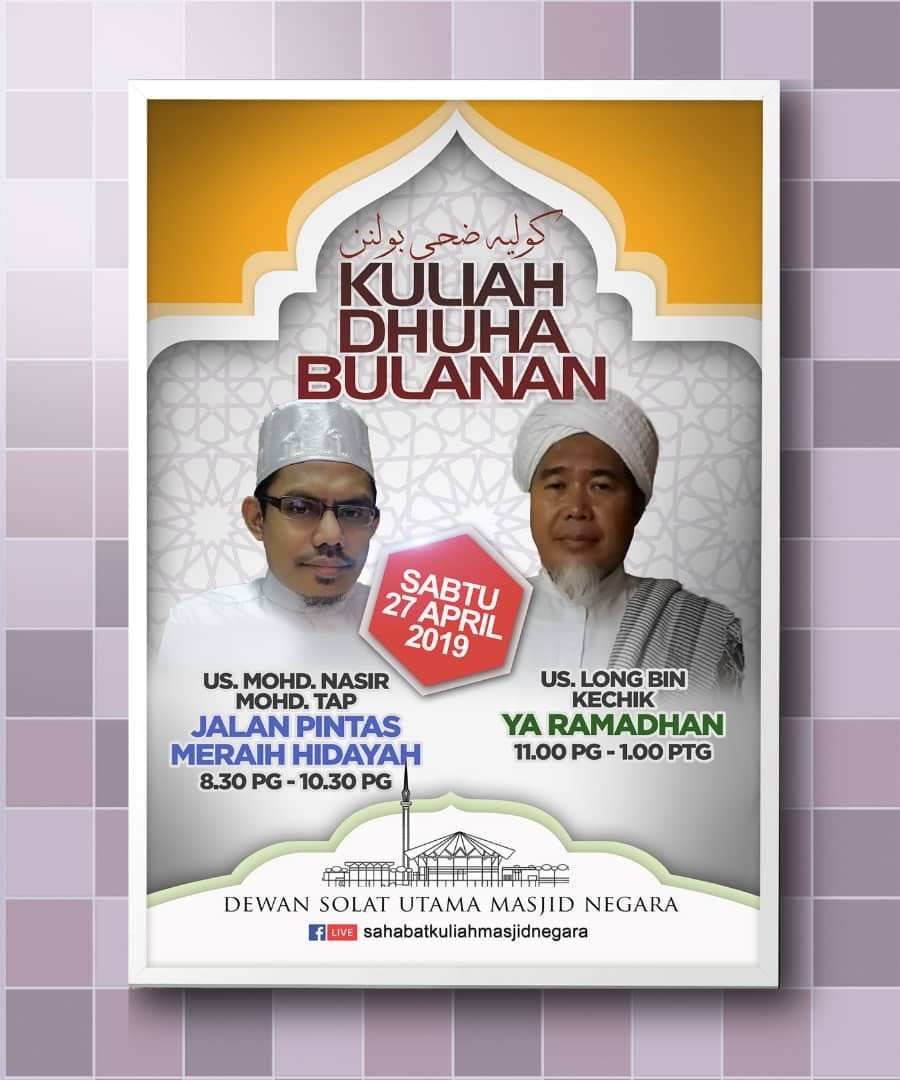 كوليه ضحى بولنن
KULIAH
DHUHA
BULANAN
SABTU
27 APRIL
2019
US. MOHD. NASIR
MOHD. TAP
JALAN PINTAS
MERAIH HIDAYAH
8.30 PG - 10.30 PG
US. LONG BIN
KECHIK
YA RAMADHAN
11.00 PG - 1.00 PTG
DEWAN SOLAT UTAMA MASJID NEGARA
f LIVE sahabatkuliahmasjidnegara